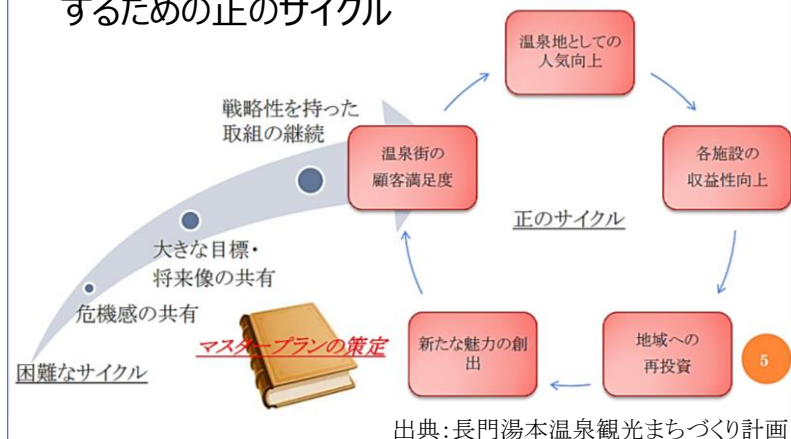 するための正のサイクル
温泉地としての
人気向上
戦略性を持った
取組の継続
温泉街の
顧客満足度
各施設の
収益性向上
正のサイクル
大きな目標・
将来像の共有
危機感の共有
マスタープランの策定
新たな魅力の創
出
地域への
再投資
5
困難なサイクル
出典：長門湯本温泉観光まちづくり計画